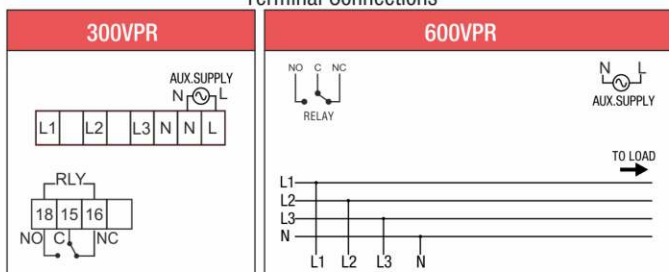 Terminal Connections
300VPR
AUX.SUPPLY
N L
L1 L2 L3 N N L
RLY
18 15 16
NO C NC
600VPR
NO C NC
RELAY
N L
AUX.SUPPLY
TO LOAD
L1
L2
L3
N
L1 L2 L3 N